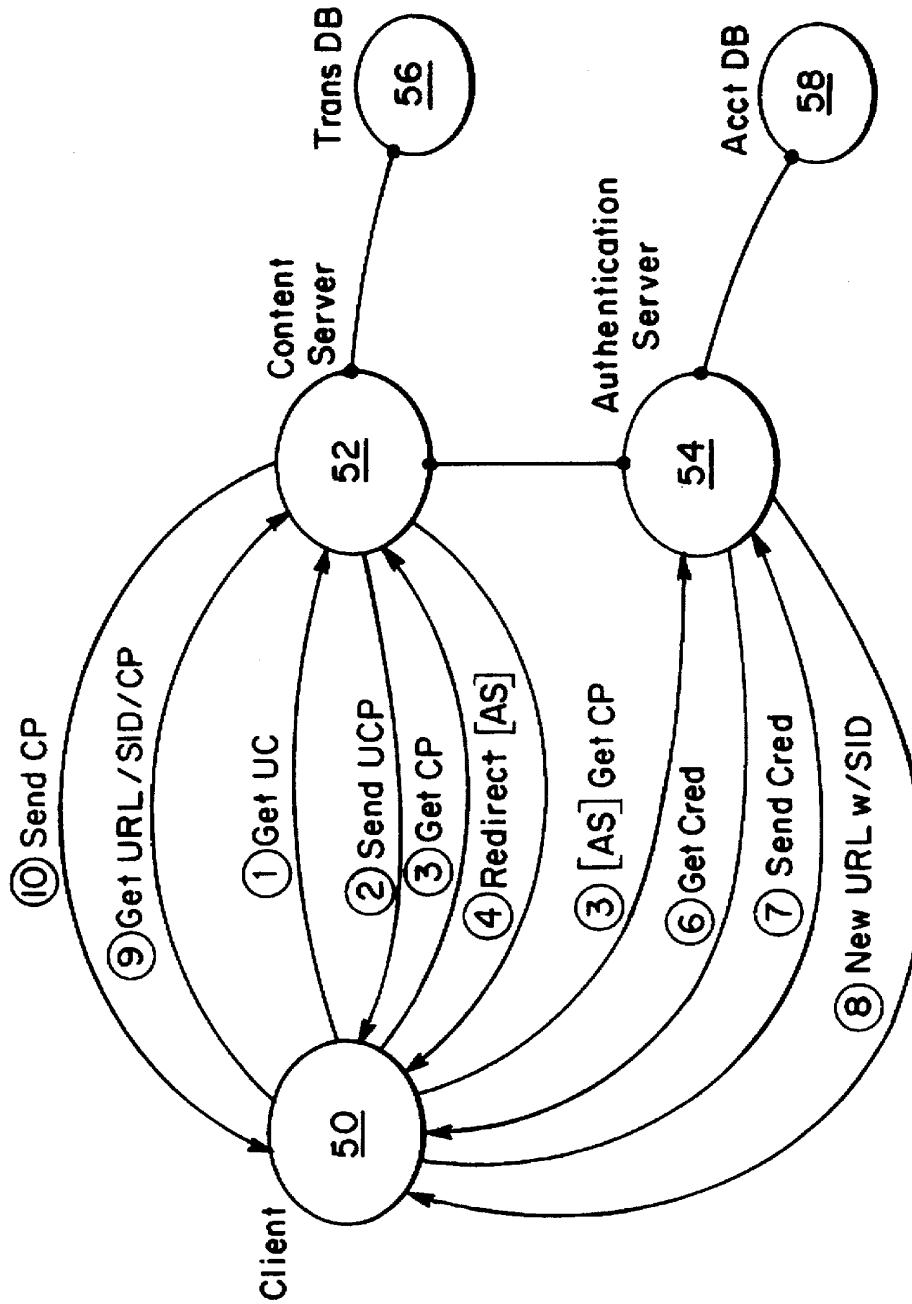 Client
50
⑩ Send CP
⑨ Get URL/SID/CP
① Get UC
② Send UCP
③ Get CP
④ Redirect [AS]
③ [AS] Get CP
⑥ Get Cred
⑦ Send Cred
⑧ New URL w/SID
Content
Server
52
Trans DB
56
Authentication
Server
54
Acct DB
58